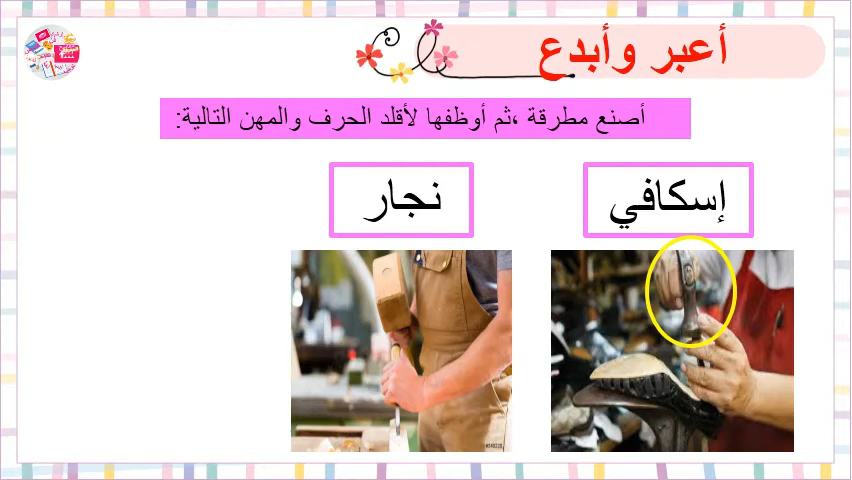 أعبر وأبدع
أصنع مطرقة ،ثم أوظفها لأقلد الحرف والمهن التالية:
إسكافي
نجار